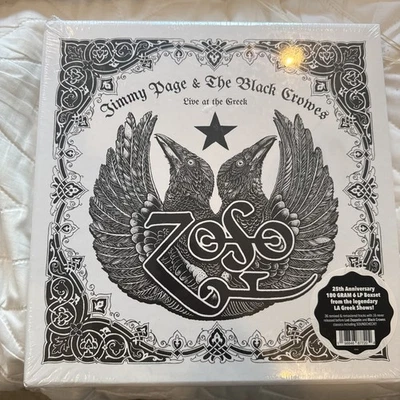 Jimmy Page & The Black Crowes
Live at the Greek
ZoSo
25th Anniversary
180 GRAM 6 LP Boxset
from the legendary
LA Greek Shows!